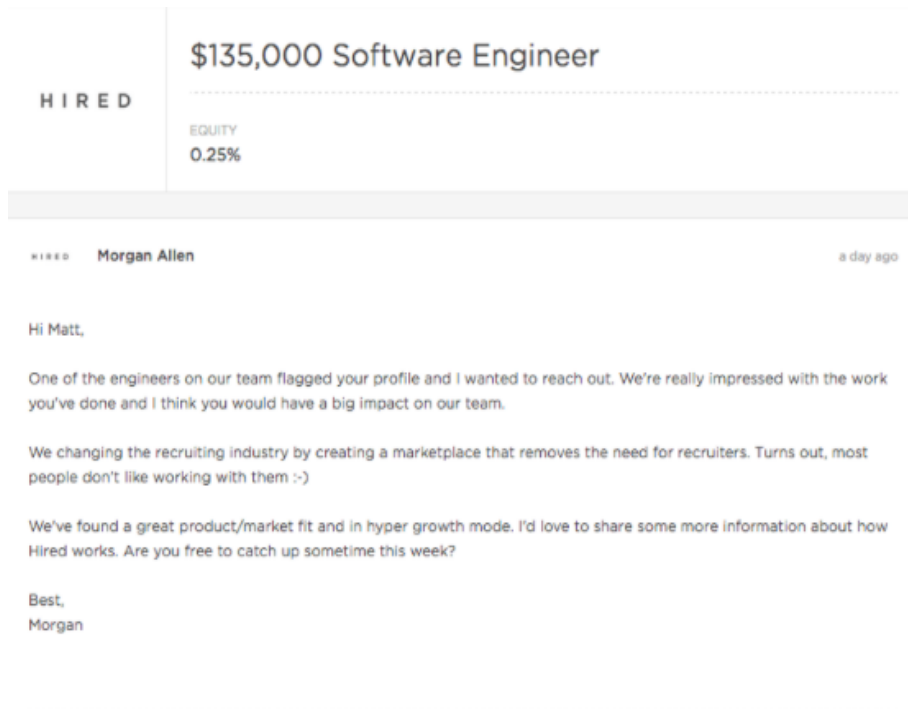 $135,000 Software Engineer
HIRED
EQUITY
0.25%
HIRED Morgan Allen a day ago
Hi Matt,
One of the engineers on our team flagged your profile and I wanted to reach out. We're really impressed with the work
you've done and I think you would have a big impact on our team.
We changing the recruiting industry by creating a marketplace that removes the need for recruiters. Turns out, most
people don't like working with them :-)
We've found a great product/market fit and in hyper growth mode. I'd love to share some more information about how
Hired works. Are you free to catch up sometime this week?
Best,
Morgan